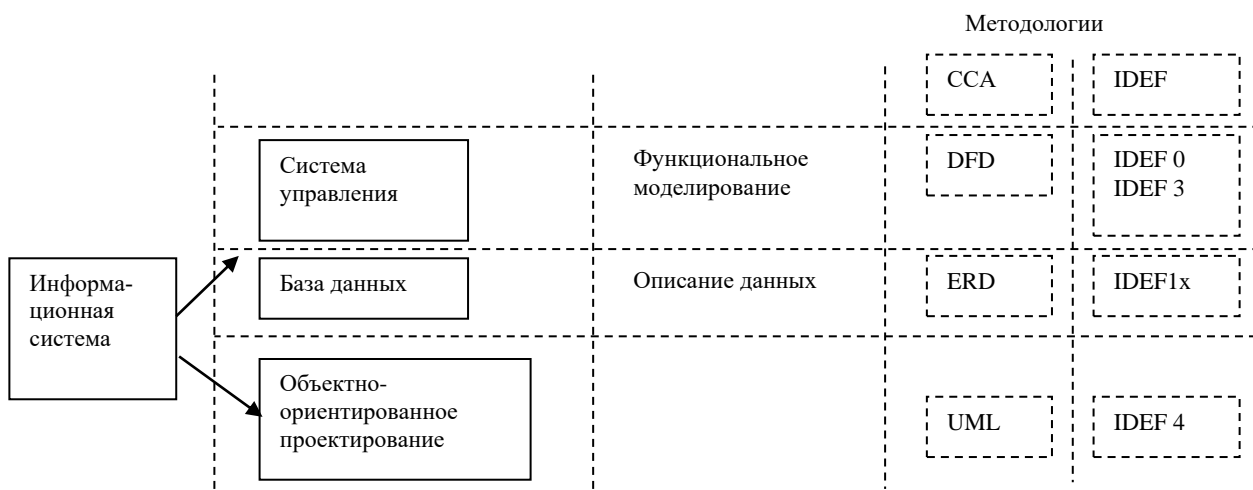 Методологии
ССА
IDEF
Система
управления
Функциональное
моделирование
DFD
IDEF 0
IDEF 3
Информа-
ционная
система
База данных
Описание данных
ERD
IDEF1x
Объектно-
ориентированное
проектирование
UML
IDEF 4